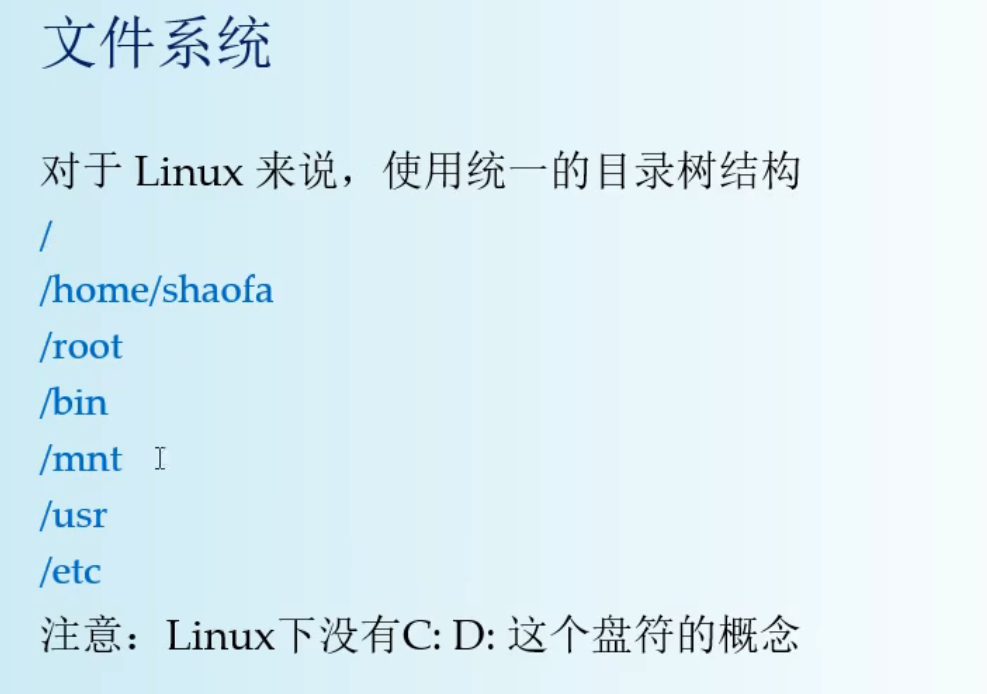 文件系统
对于 Linux 来说，使用统一的目录树结构
/
/home/shaofa
/root
/bin
/mnt
/usr
/etc
注意：Linux下没有C: D: 这个盘符的概念